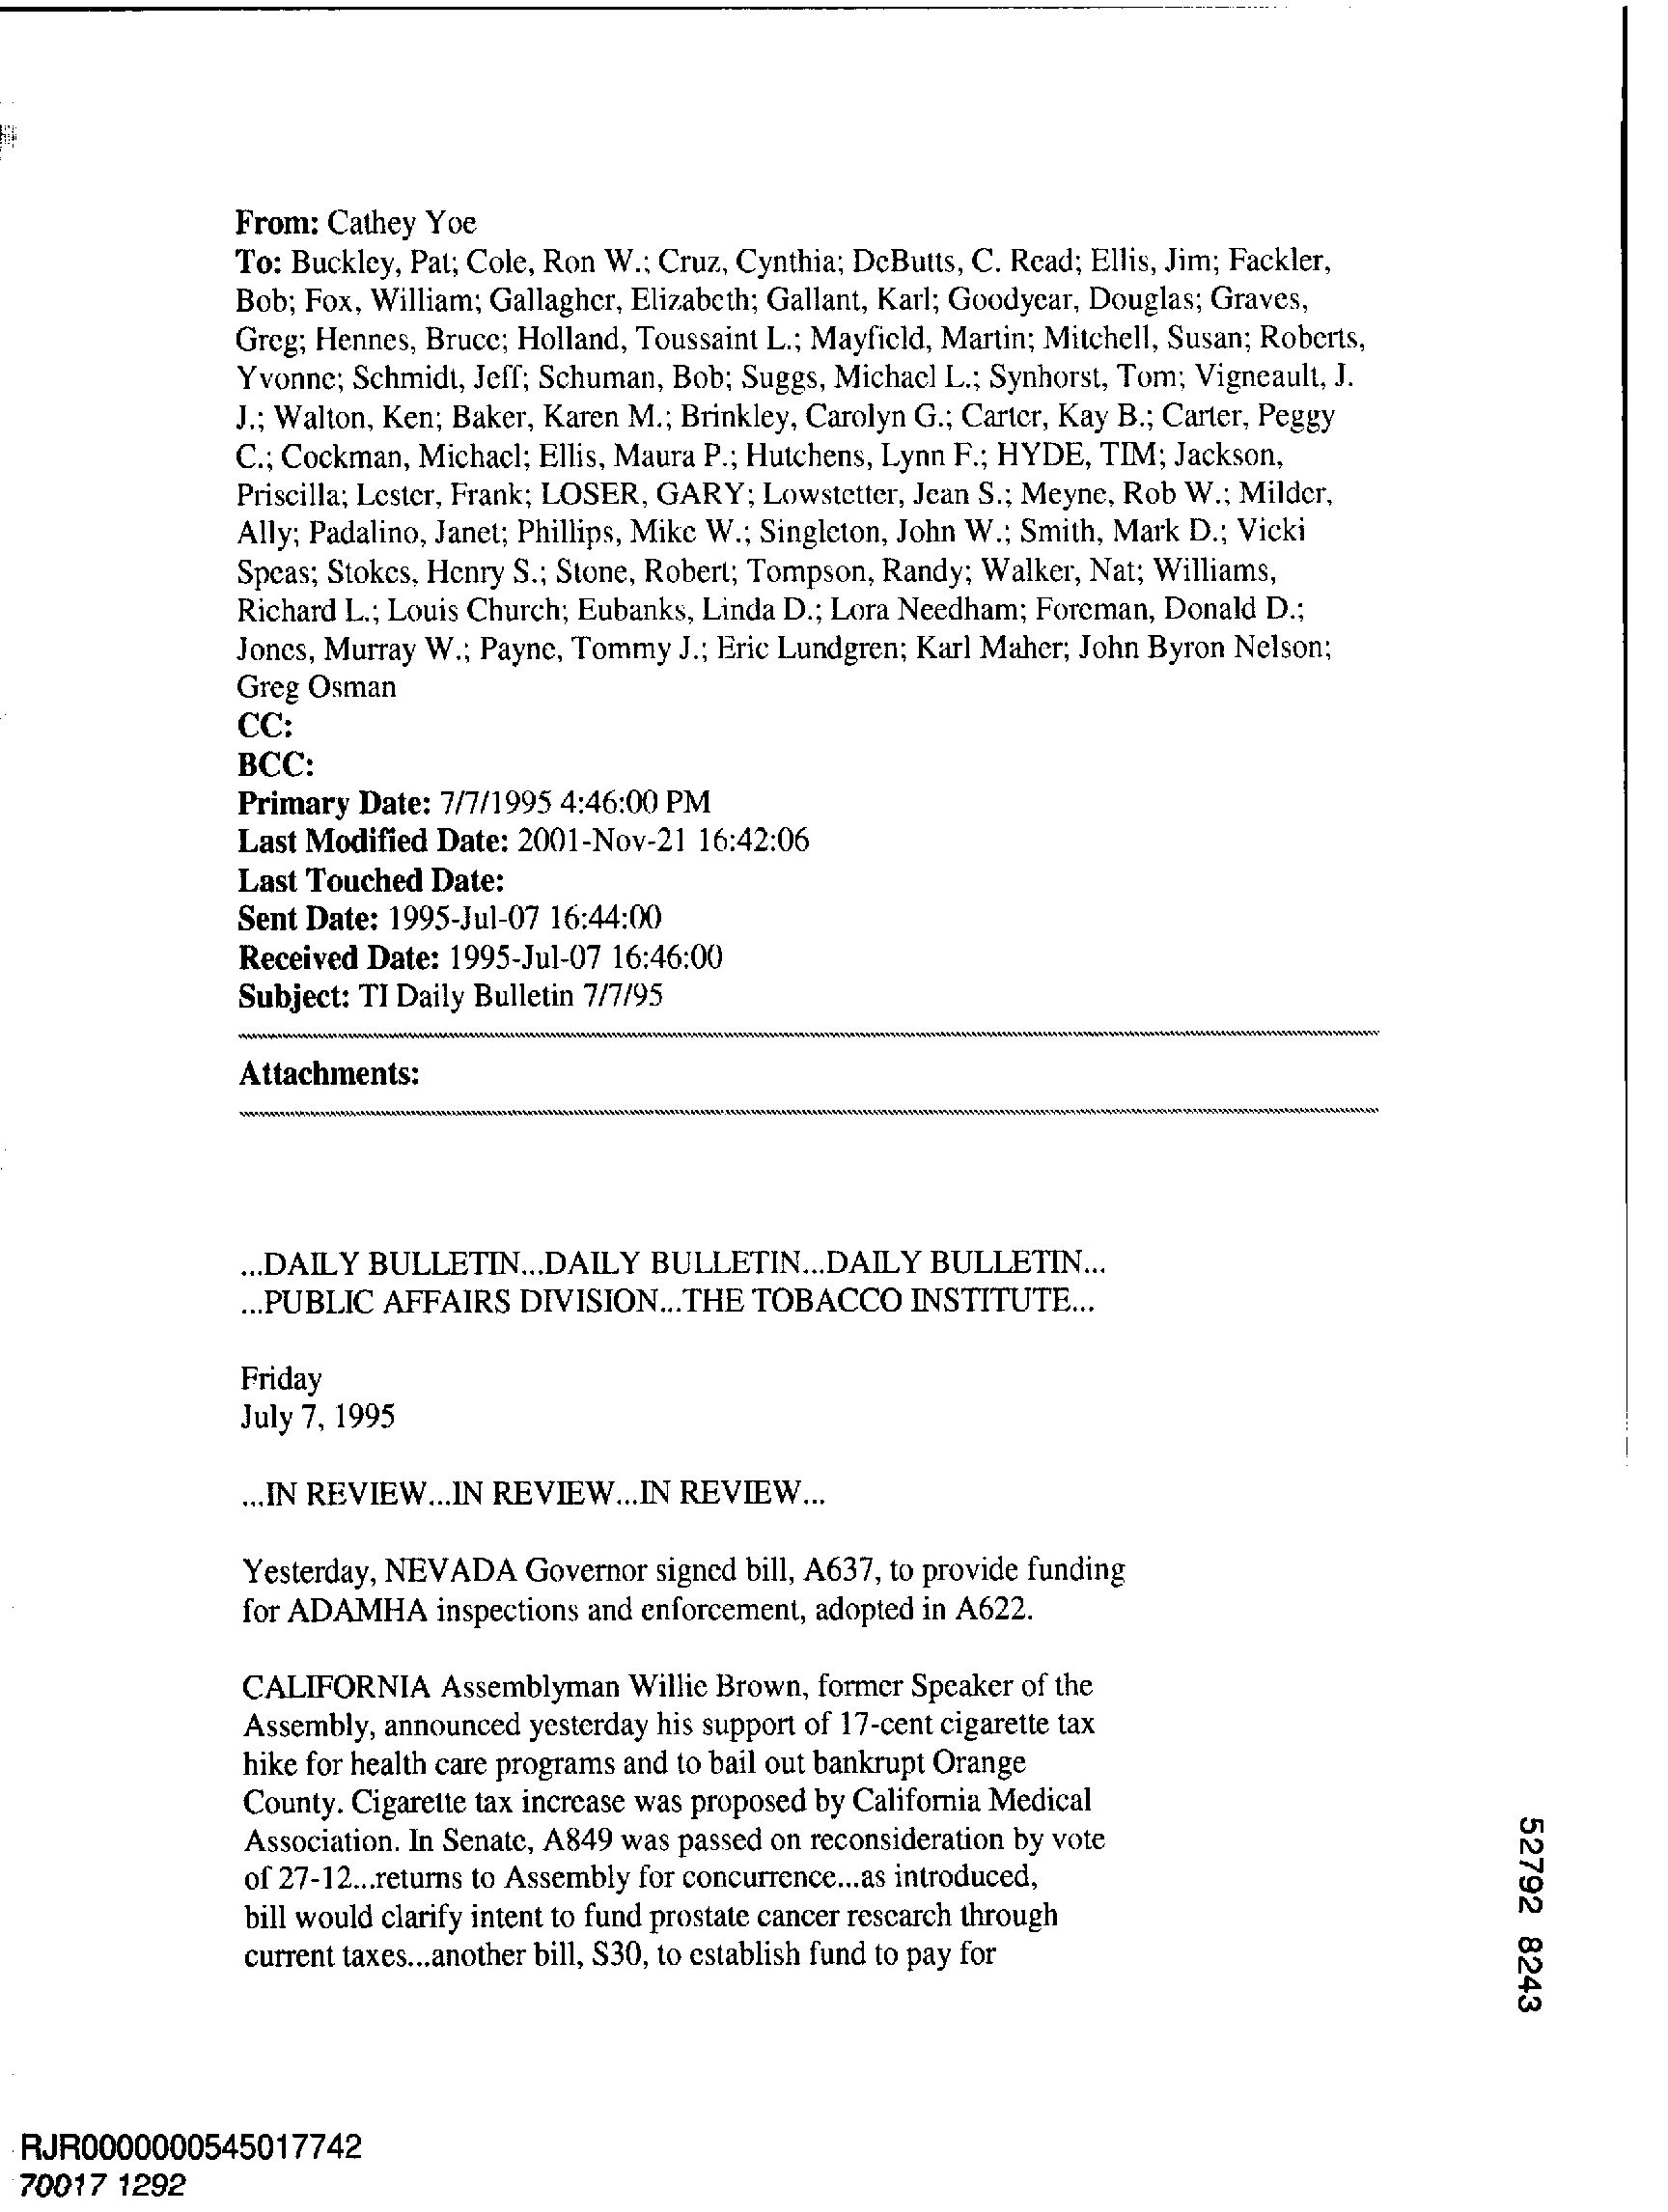 From: Cathey Yoe
To: Buckley, Pat; Cole, Ron W.; Cruz, Cynthia; DeButts, C. Read; Ellis, Jim; Fackler,
Bob; Fox, William; Gallagher, Elizabeth; Gallant, Karl; Goodyear, Douglas; Graves,
Greg; Hennes, Bruce; Holland, Toussaint L.; Mayfield, Martin; Mitchell, Susan; Roberts,
Yvonne; Schmidt, Jeff; Schuman, Bob; Suggs, Michael L.; Synhorst, Tom; Vigneault, J.
J.; Walton, Ken; Baker, Karen M.; Brinkley, Carolyn G.; Carter, Kay B.; Carter, Peggy
C.; Cockman, Michael; Ellis, Maura P.; Hutchens, Lynn F.; HYDE, TIM; Jackson,
Priscilla; Lester, Frank; LOSER, GARY; Lowstetter, Jean S.; Meyne, Rob W.; Milder,
Ally; Padalino, Janet; Phillips, Mike W.; Singleton, John W.; Smith, Mark D.; Vicki
Speas; Stokes, Henry S.; Stone, Robert; Tompson, Randy; Walker, Nat; Williams,
Richard L.; Louis Church; Eubanks, Linda D.; Lora Needham; Foreman, Donald D.;
Jones, Murray W.; Payne, Tommy J.; Eric Lundgren; Karl Maher; John Byron Nelson;
Greg Osman
CC:
BCC:
Primary Date: 7/7/1995 4:46:00 PM
Last Modified Date: 2001-Nov-21 16:42:06
Last Touched Date:
Sent Date: 1995-Jul-07 16:44:00
Received Date: 1995-Jul-07 16:46:00
Subject: TI Daily Bulletin 7/7/95
Attachments:
...DAILY BULLETIN...DAILY BULLETIN...DAILY BULLETIN...
...PUBLIC AFFAIRS DIVISION...THE TOBACCO INSTITUTE...
Friday
July 7, 1995
...IN REVIEW...IN REVIEW...IN REVIEW...
Yesterday, NEVADA Governor signed bill, A637, to provide funding
for ADAMHA inspections and enforcement, adopted in A622.
CALIFORNIA Assemblyman Willie Brown, former Speaker of the
Assembly, announced yesterday his support of 17-cent cigarette tax
hike for health care programs and to bail out bankrupt Orange
County. Cigarette tax increase was proposed by California Medical
Association. In Senate, A849 was passed on reconsideration by vote
of 27-12...returns to Assembly for concurrence...as introduced,
bill would clarify intent to fund prostate cancer research through
current taxes...another bill, S30, to establish fund to pay for
52792 8243
RJR0000000545017742
70017 1292